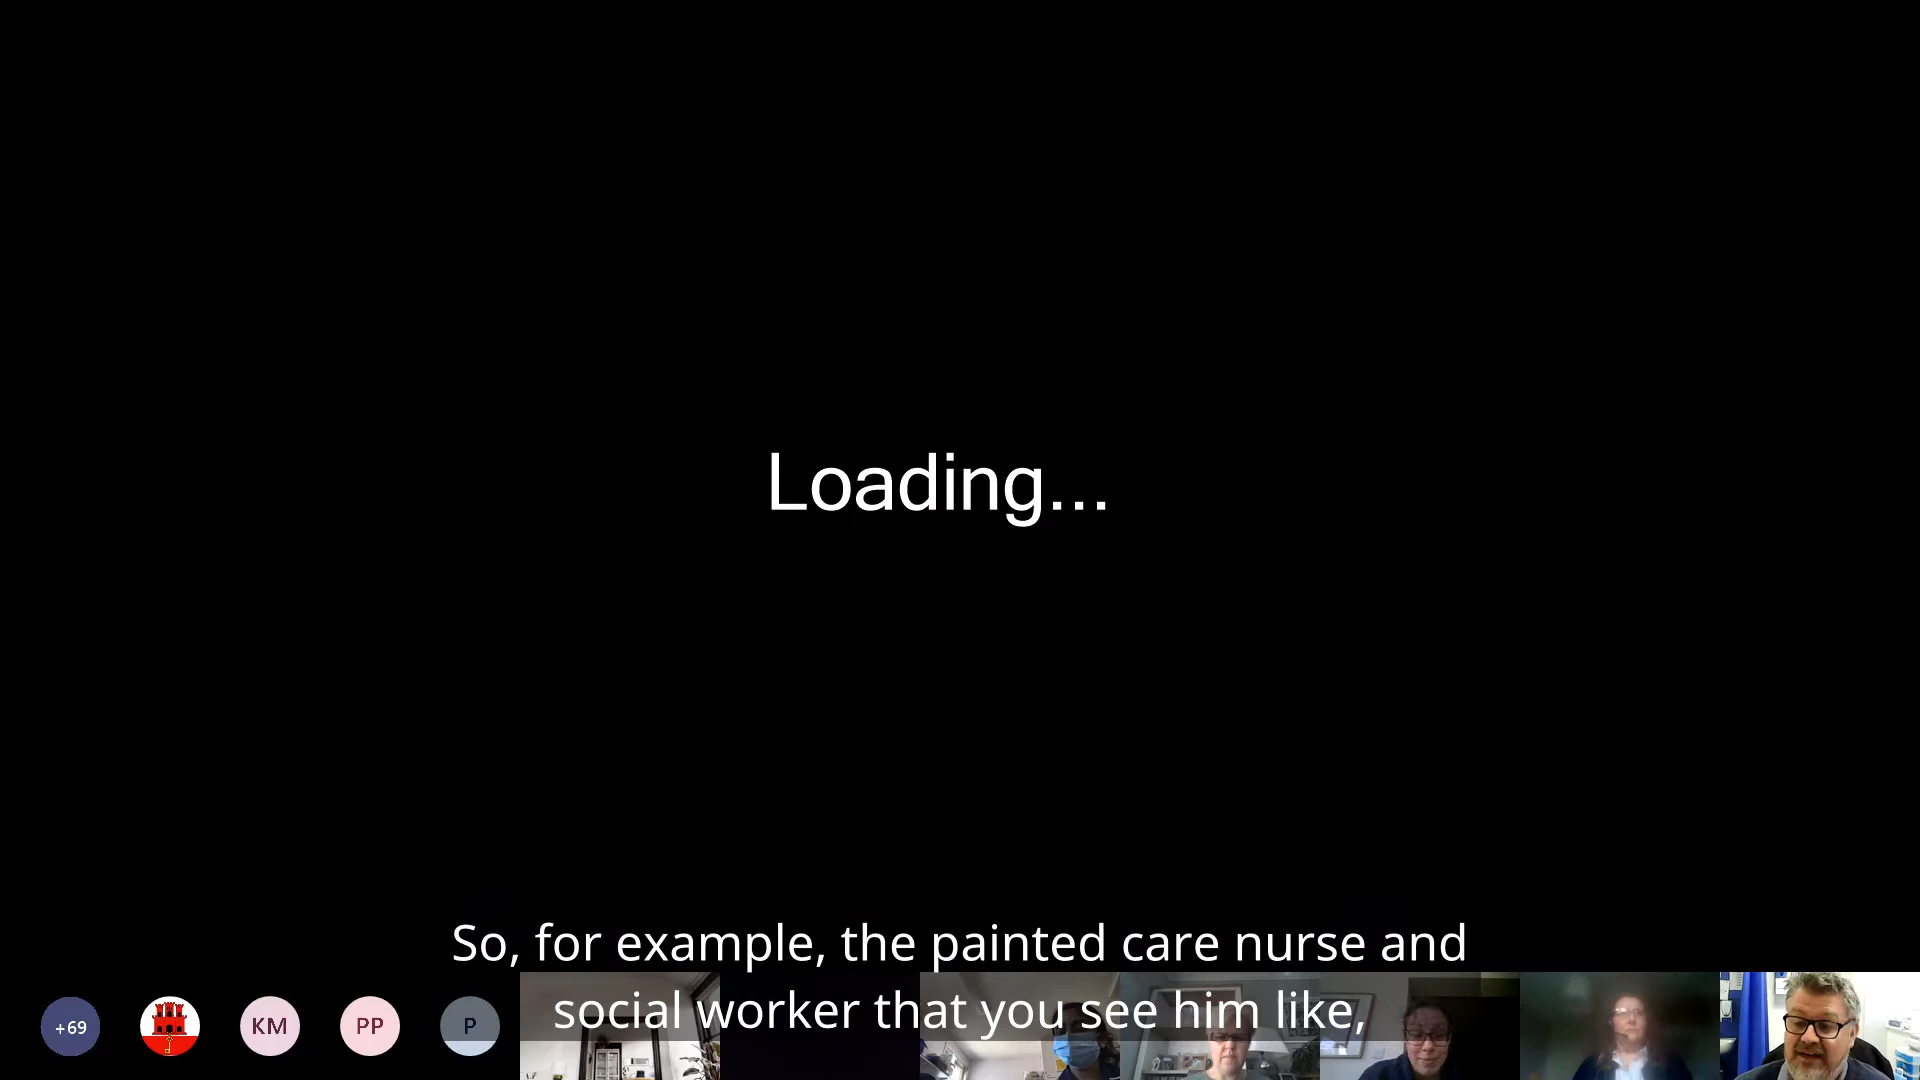 Loading...
So, for example, the painted care nurse and
social worker that you see him like,
+69
KM
PP
P